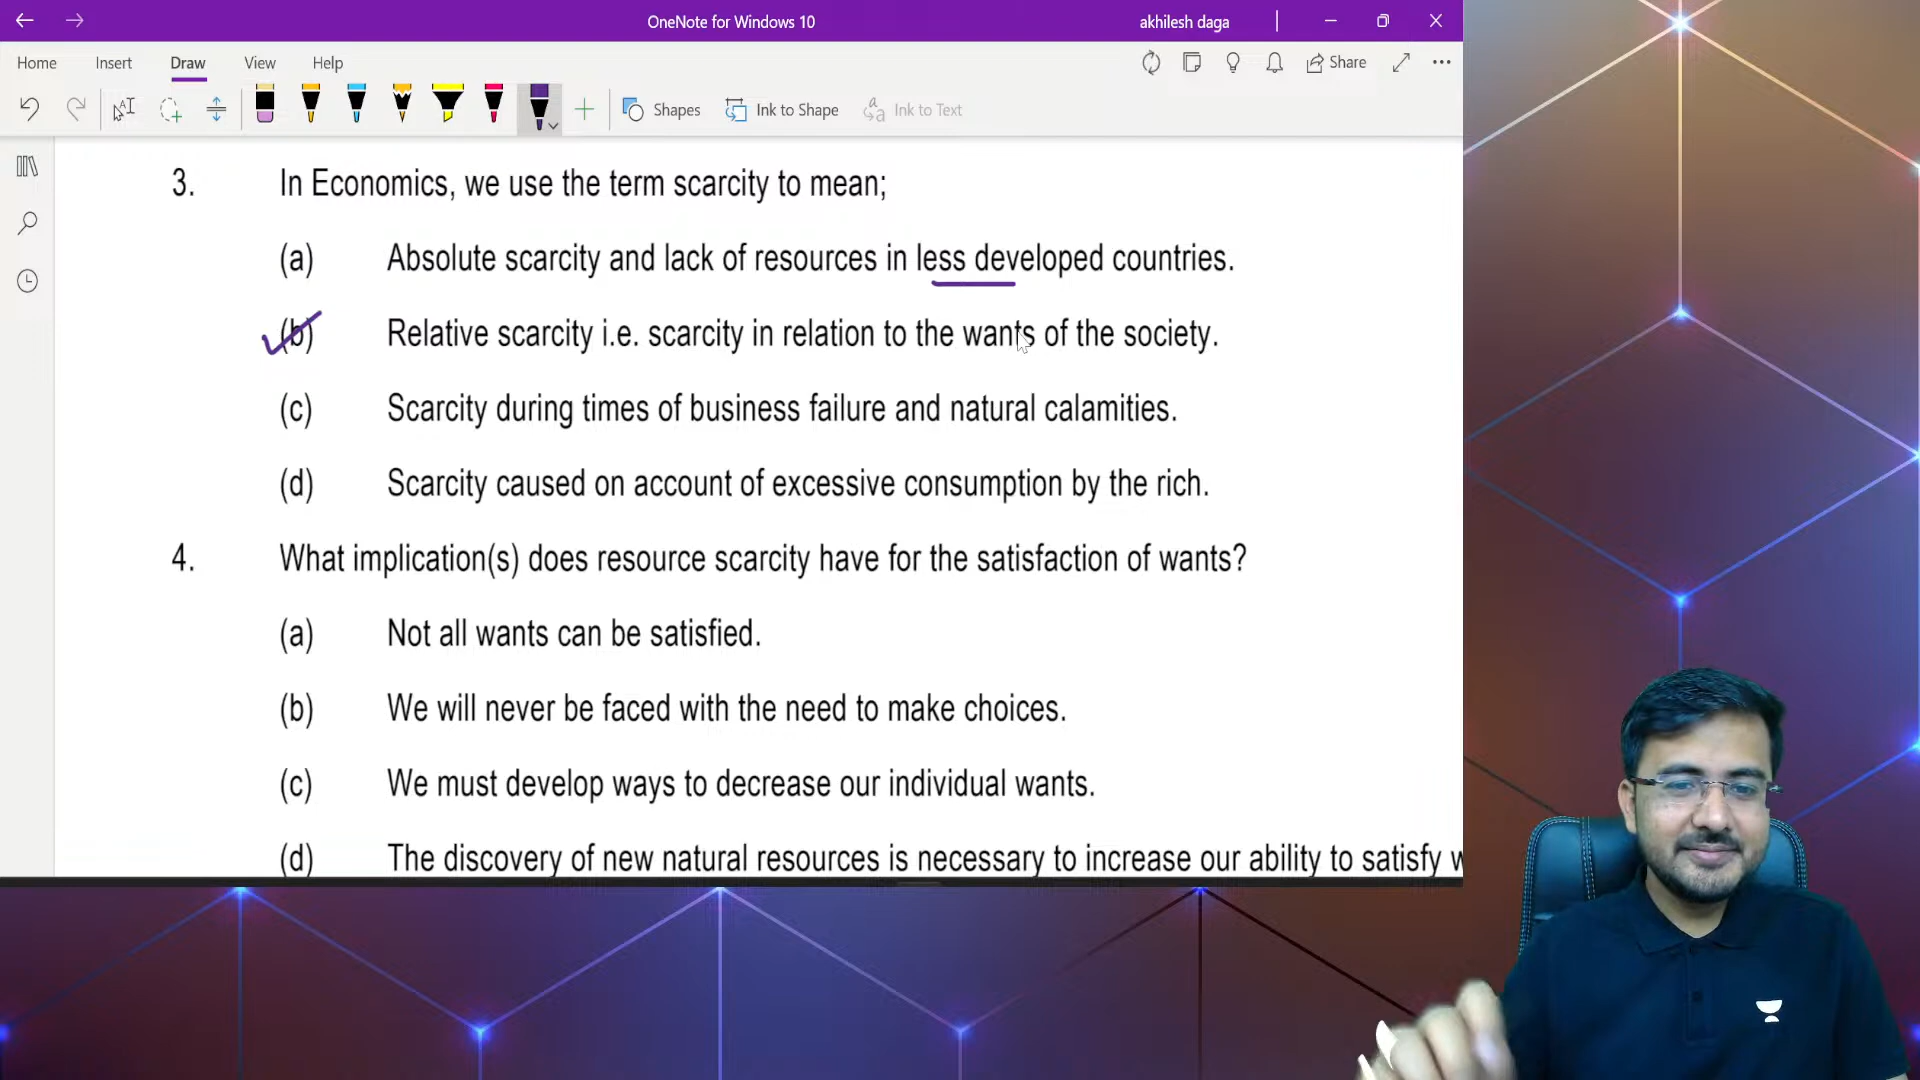 OneNote for Windows 10
akhilesh daga
Home Insert Draw View Help
Share
Shapes Ink to Shape Ink to Text
3. In Economics, we use the term scarcity to mean;
(a) Absolute scarcity and lack of resources in less developed countries.
(b) Relative scarcity i.e. scarcity in relation to the wants of the society.
(c) Scarcity during times of business failure and natural calamities.
(d) Scarcity caused on account of excessive consumption by the rich.
4. What implication(s) does resource scarcity have for the satisfaction of wants?
(a) Not all wants can be satisfied.
(b) We will never be faced with the need to make choices.
(c) We must develop ways to decrease our individual wants.
(d) The discovery of new natural resources is necessary to increase our ability to satisfy w